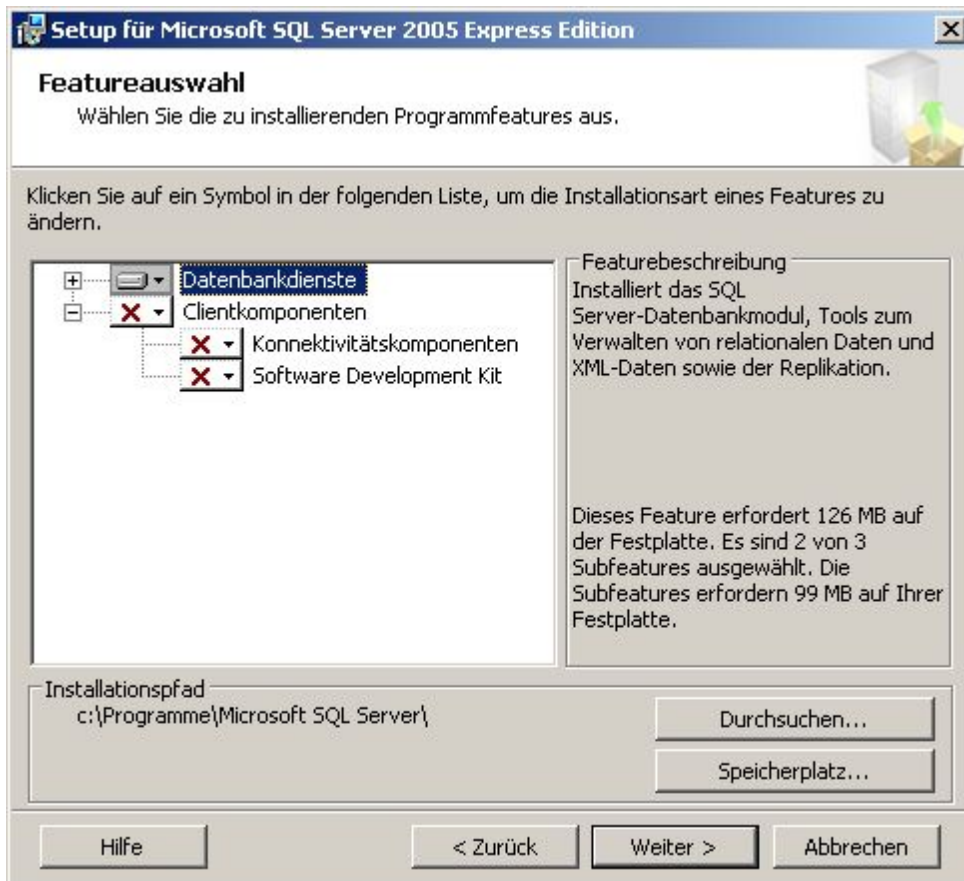 Setup für Microsoft SQL Server 2005 Express Edition
Featureauswahl
Wählen Sie die zu installierenden Programmfeatures aus.
Klicken Sie auf ein Symbol in der folgenden Liste, um die Installationsart eines Features zu
ändern.
Datenbankdienste
Clientkomponenten
Konnektivitätskomponenten
Software Development Kit
Featurebeschreibung
Installiert das SQL
Server-Datenbankmodul, Tools zum
Verwalten von relationalen Daten und
XML-Daten sowie der Replikation.
Dieses Feature erfordert 126 MB auf
der Festplatte. Es sind 2 von 3
Subfeatures ausgewählt. Die
Subfeatures erfordern 99 MB auf Ihrer
Festplatte.
Installationspfad
c:\Programme\Microsoft SQL Server\
Durchsuchen...
Speicherplatz...
Hilfe
< Zurück
Weiter >
Abbrechen